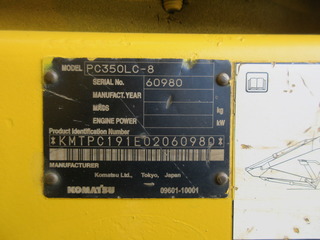 MODEL PC350LC-8
SERIAL No. 60980
MANUFACT.YEAR
MASS kg
ENGINE POWER kW
Product Identification Number
*KMTPC191E02060980*
Komatsu Ltd., Tokyo, Japan
KOMATSU 09601-10001